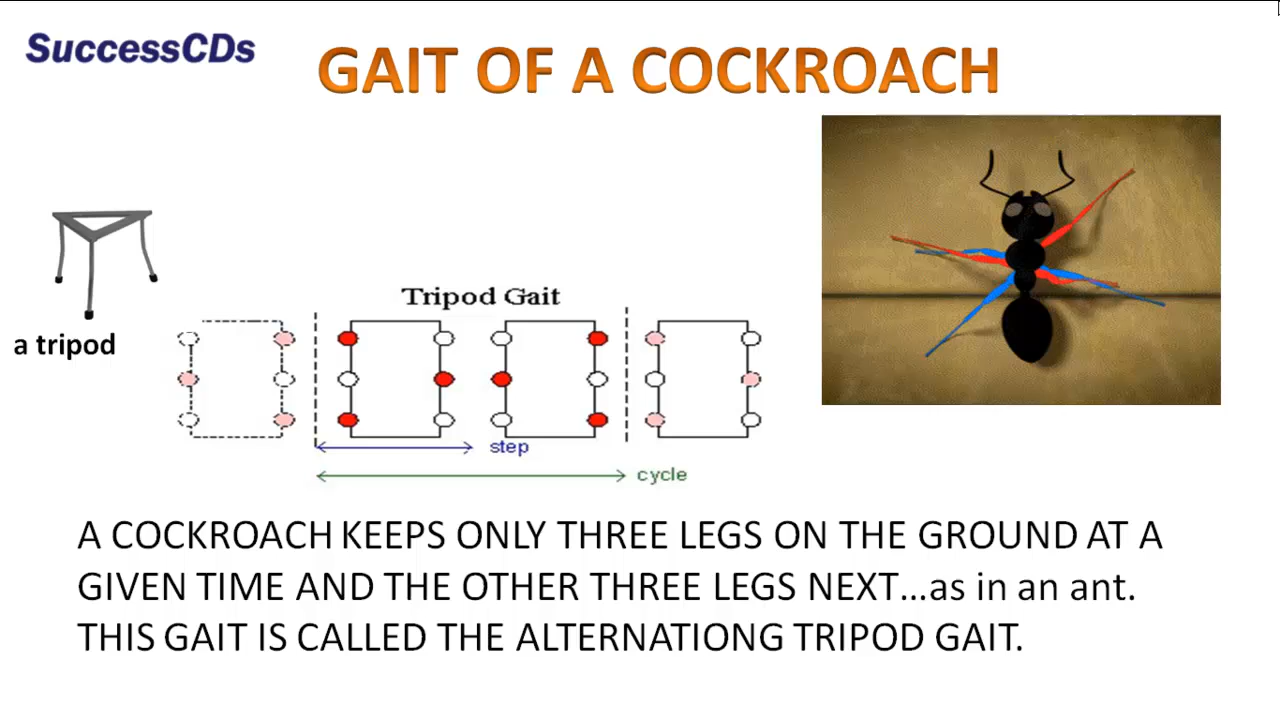 SuccessCDs
GAIT OF A COCKROACH
a tripod
Tripod Gait
step
cycle
A COCKROACH KEEPS ONLY THREE LEGS ON THE GROUND AT A
GIVEN TIME AND THE OTHER THREE LEGS NEXT...as in an ant.
THIS GAIT IS CALLED THE ALTERNATIONG TRIPOD GAIT.